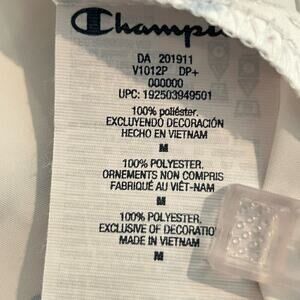 Champi
DA 201911
V1012P DP+
000000
UPC: 192503949501
100% poliéster.
EXCLUYENDO DECORACIÓN
HECHO EN VIETNAM
M
100% POLYESTER.
ORNEMENTS NON COMPRIS
FABRIQUÉ AU VIÊT-NAM
M
100% POLYESTER.
EXCLUSIVE OF DECORATIO
MADE IN VIETNAM
M